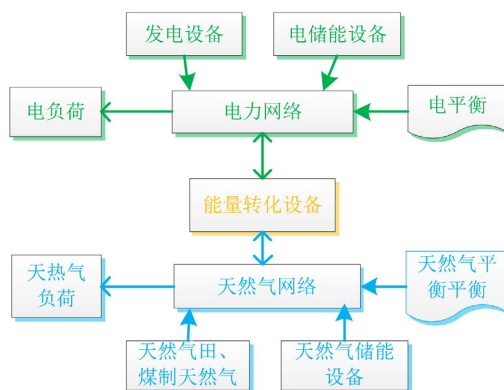 发电设备
电储能设备
电负荷
电力网络
电平衡
能量转化设备
天热气
负荷
天然气网络
天然气平
衡平衡
天然气田、
煤制天然气
天然气储能
设备